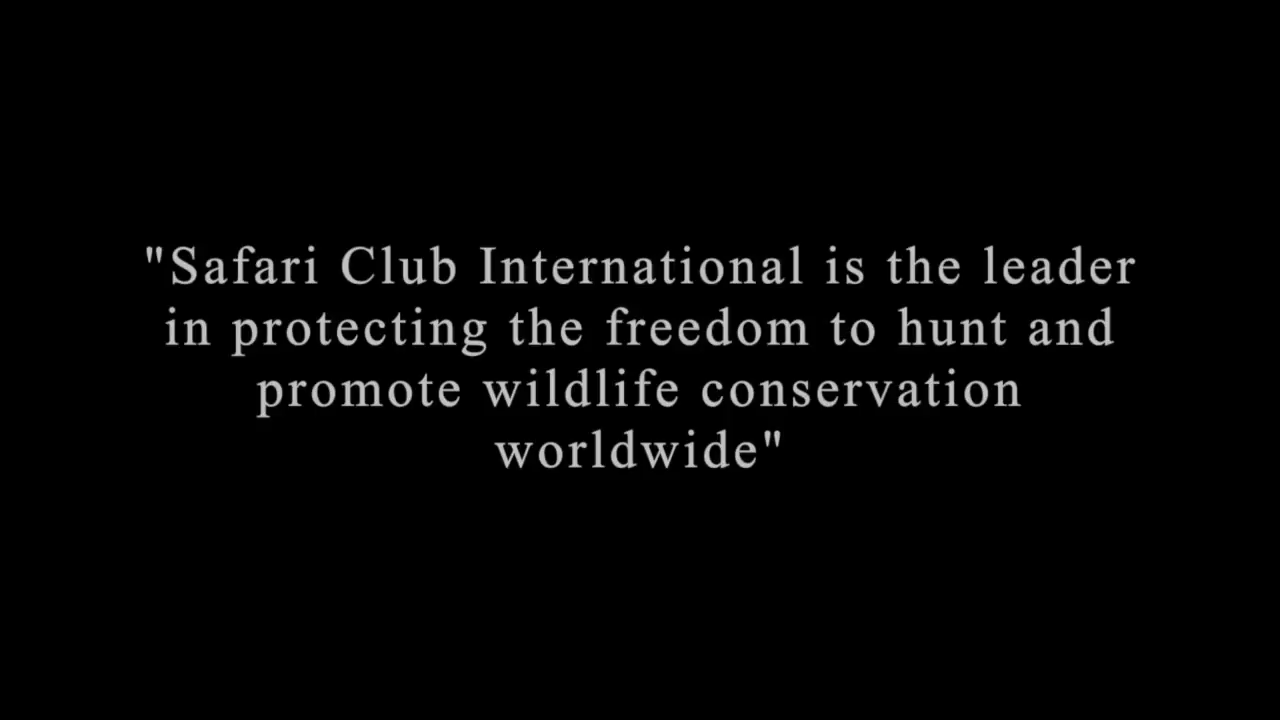 "Safari Club International is the leader
in protecting the freedom to hunt and
promote wildlife conservation
worldwide"